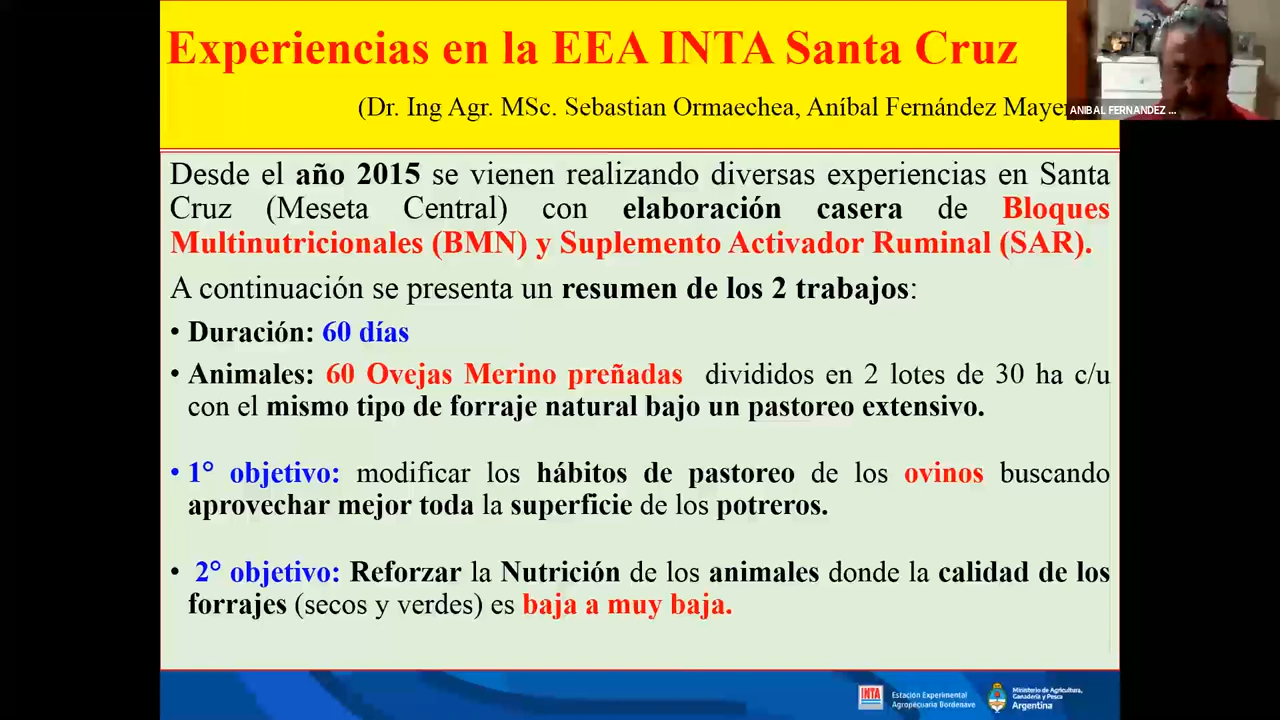 Experiencias en la EEA INTA Santa Cruz
(Dr. Ing Agr. MSc. Sebastian Ormaechea, Aníbal Fernández Maye
ANIBAL FERNANDEZ ...
Desde el año 2015 se vienen realizando diversas experiencias en Santa
Cruz (Meseta Central) con elaboración casera de Bloques
Multinutricionales (BMN) y Suplemento Activador Ruminal (SAR).
A continuación se presenta un resumen de los 2 trabajos:
• Duración: 60 días
• Animales: 60 Ovejas Merino preñadas divididos en 2 lotes de 30 ha c/u
con el mismo tipo de forraje natural bajo un pastoreo extensivo.
• 1° objetivo: modificar los hábitos de pastoreo de los ovinos buscando
aprovechar mejor toda la superficie de los potreros.
• 2° objetivo: Reforzar la Nutrición de los animales donde la calidad de los
forrajes (secos y verdes) es baja a muy baja.
INTA
Estación Experimental
Agropecuaria Bordenave
Ministerio de Agricultura,
Ganadería y Pesca
Argentina